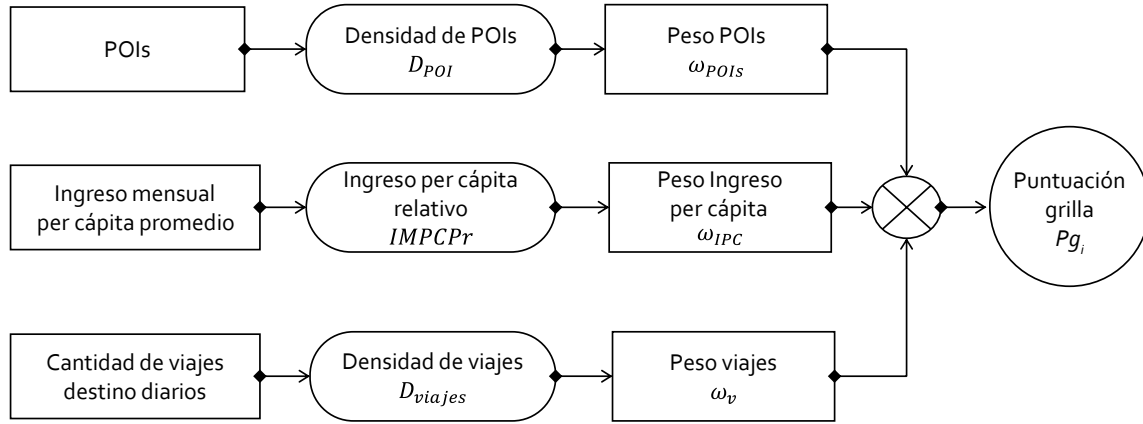 POIs
Densidad de POIs
D_POI
Peso POIs
ω_POIs
Ingreso mensual
per cápita promedio
Ingreso per cápita
relativo
IMPCPr
Peso Ingreso
per cápita
ω_IPC
Puntuación
grilla
Pg_i
Cantidad de viajes
destino diarios
Densidad de viajes
D_viajes
Peso viajes
ω_v